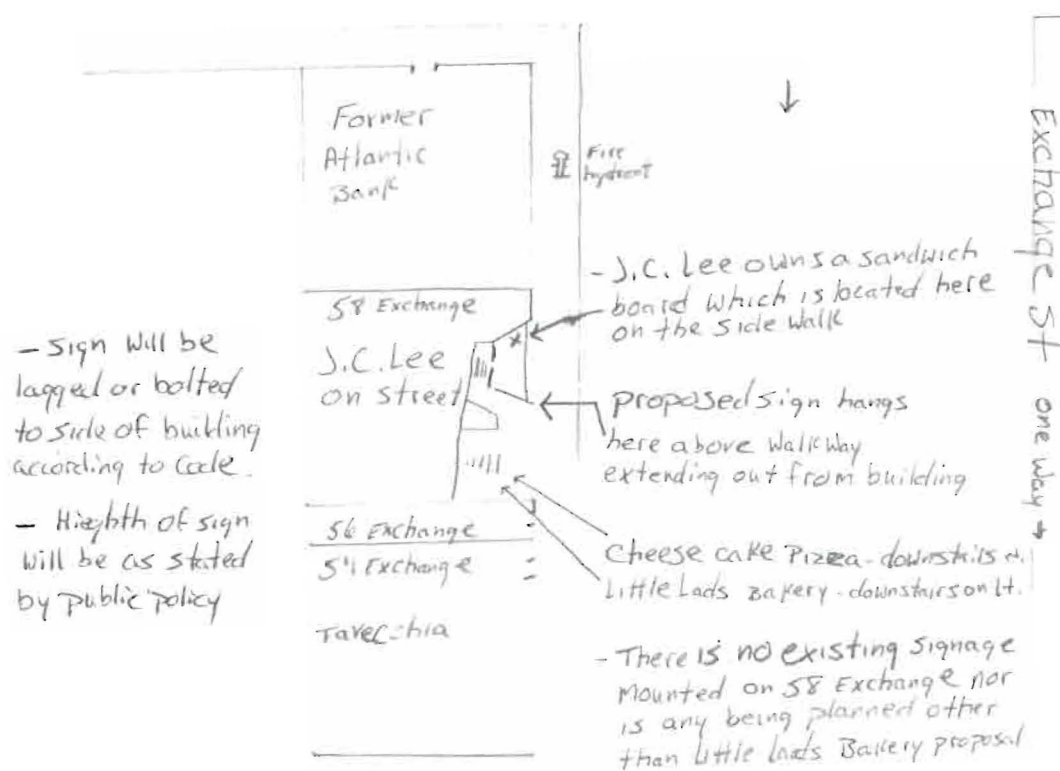 Former
Atlantic
Bank
Fire
hydrent
Exchange St one way
- J.C. Lee owns a sandwich
board which is located here
on the side walk
58 Exchange
J.C. Lee
on street
- Sign will be
lagged or bolted
to side of building
according to Code.
- Hieghth of sign
will be as stated
by public policy
proposed sign hangs
here above walkway
extending out from building
56 Exchange
54 Exchange
Cheese cake Pizza - downstairs
Little Lads Bakery - downstairs on Lt.
- There is no existing signage
Mounted on 58 Exchange nor
is any being planned other
than Little Lads Bakery proposal